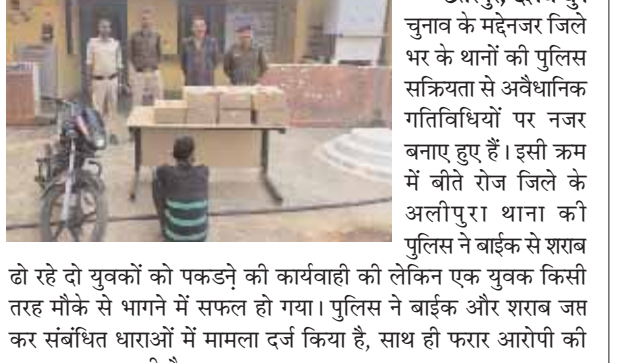 चुनाव के मद्देनजर जिले
भर के थानों की पुलिस
सक्रियता से अवैधानिक
गतिविधियों पर नजर
बनाए हुए हैं। इसी क्रम
में बीते रोज जिले के
अलीपुरा थाना की
पुलिस ने बाईक से शराब
ढो रहे दो युवकों को पकडऩे की कार्यवाही की लेकिन एक युवक किसी
तरह मौके से भागने में सफल हो गया। पुलिस ने बाईक और शराब जप्त
कर संबंधित धाराओं में मामला दर्ज किया है, साथ ही फरार आरोपी की